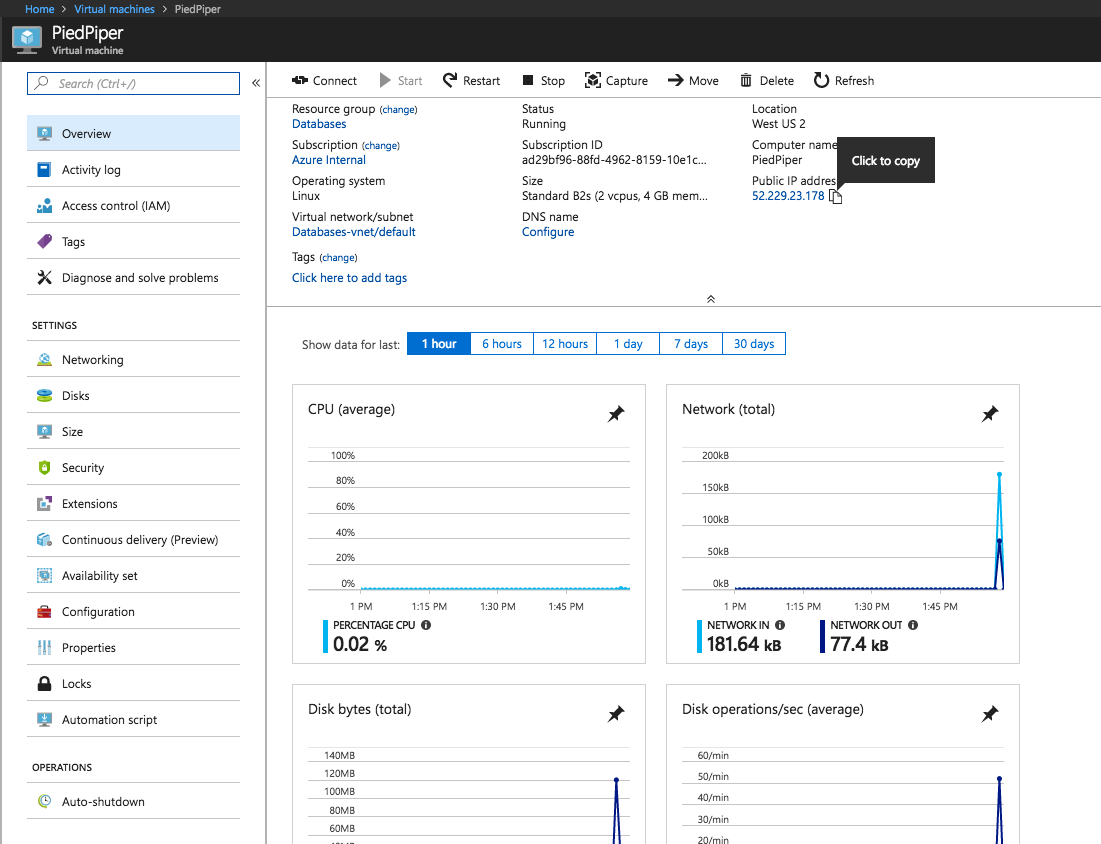 Home > Virtual machines > PiedPiper
PiedPiper
Virtual machine
Search (Ctrl+/)
«
Overview
Activity log
Access control (IAM)
Tags
Diagnose and solve problems
SETTINGS
Networking
Disks
Size
Security
Extensions
Continuous delivery (Preview)
Availability set
Configuration
Properties
Locks
Automation script
OPERATIONS
Auto-shutdown
Connect Start Restart Stop Capture Move Delete Refresh
Resource group (change)
Databases
Subscription (change)
Azure Internal
Operating system
Linux
Virtual network/subnet
Databases-vnet/default
Tags (change)
Click here to add tags
Status
Running
Subscription ID
ad29bf96-88fd-4962-8159-10e1c...
Size
Standard B2s (2 vcpus, 4 GB mem...
DNS name
Configure
Location
West US 2
Computer name
PiedPiper
Public IP addres
52.229.23.178
Click to copy
Show data for last: 1 hour 6 hours 12 hours 1 day 7 days 30 days
CPU (average)
100%
80%
60%
40%
20%
0%
1 PM 1:15 PM 1:30 PM 1:45 PM
PERCENTAGE CPU
0.02 %
Network (total)
200kB
150kB
100kB
50kB
0kB
1 PM 1:15 PM 1:30 PM 1:45 PM
NETWORK IN NETWORK OUT
181.64 kB 77.4 kB
Disk bytes (total)
140MB
120MB
100MB
80MB
60MB
Disk operations/sec (average)
60/min
50/min
40/min
30/min
20/min